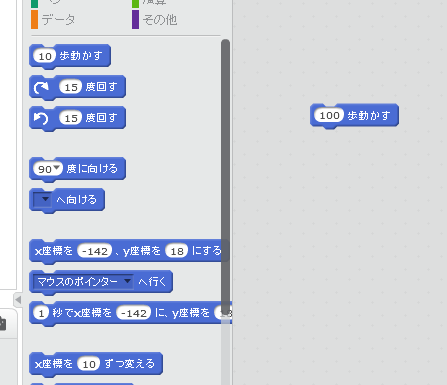 演算
データ
その他
10 歩動かす
15 度回す
15 度回す
90 度に向ける
へ向ける
x座標を -142 、y座標を 18 にする
マウスのポインター へ行く
1 秒でx座標を -142 に、y座標を
x座標を 10 ずつ変える
100 歩動かす